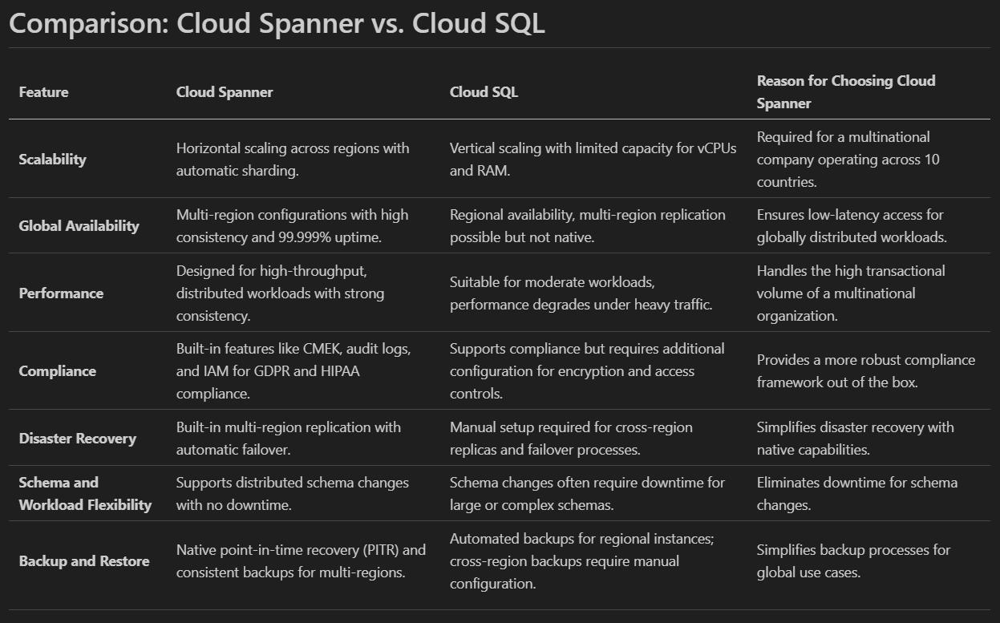 Comparison: Cloud Spanner vs. Cloud SQL
Feature
Cloud Spanner
Cloud SQL
Reason for Choosing Cloud
Spanner
Scalability
Horizontal scaling across regions with
automatic sharding.
Vertical scaling with limited capacity for vCPUs
and RAM.
Required for a multinational
company operating across 10
countries.
Global Availability
Multi-region configurations with high
consistency and 99.999% uptime.
Regional availability, multi-region replication
possible but not native.
Ensures low-latency access for
globally distributed workloads.
Performance
Designed for high-throughput,
distributed workloads with strong
consistency.
Suitable for moderate workloads,
performance degrades under heavy traffic.
Handles the high transactional
volume of a multinational
organization.
Compliance
Built-in features like CMEK, audit logs,
and IAM for GDPR and HIPAA
compliance.
Supports compliance but requires additional
configuration for encryption and access
controls.
Provides a more robust compliance
framework out of the box.
Disaster Recovery
Built-in multi-region replication with
automatic failover.
Manual setup required for cross-region
replicas and failover processes.
Simplifies disaster recovery with
native capabilities.
Schema and
Workload Flexibility
Supports distributed schema changes
with no downtime.
Schema changes often require downtime for
large or complex schemas.
Eliminates downtime for schema
changes.
Backup and Restore
Native point-in-time recovery (PITR) and
consistent backups for multi-regions.
Automated backups for regional instances;
cross-region backups require manual
configuration.
Simplifies backup processes for
global use cases.